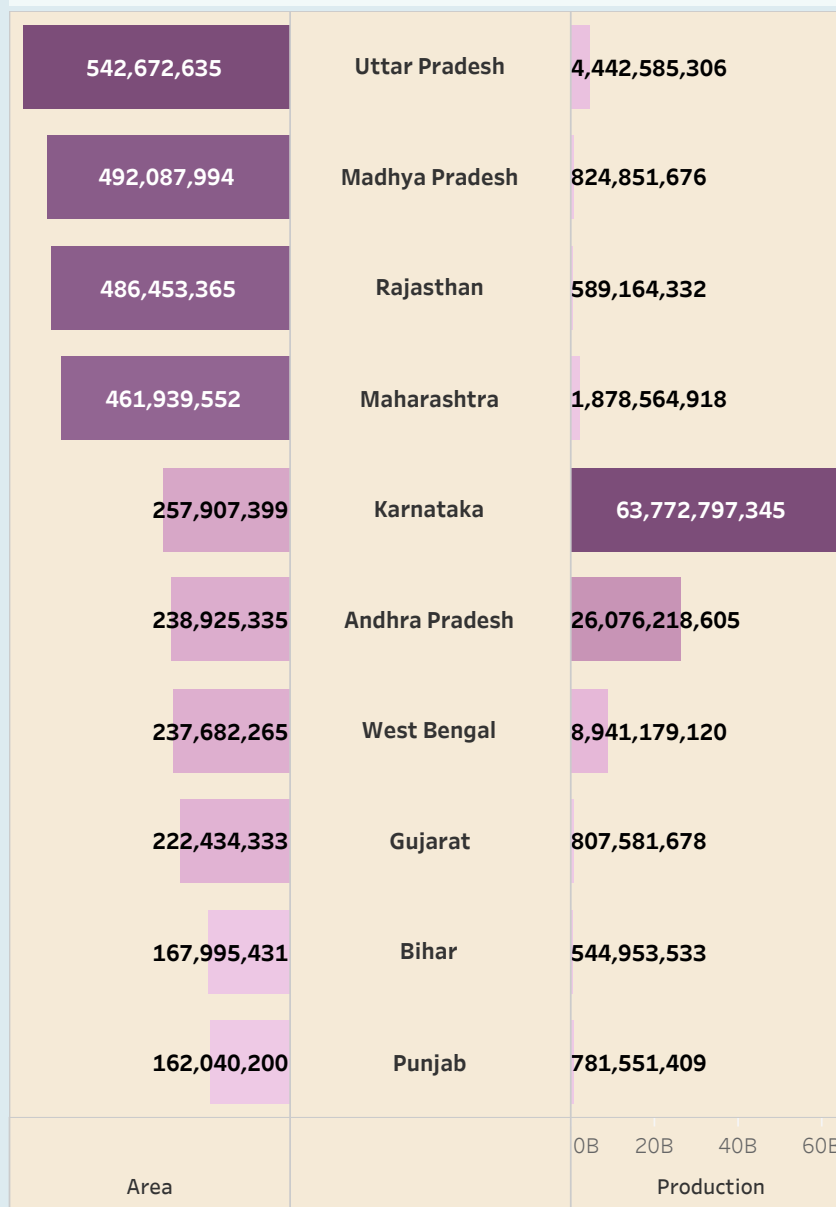 542,672,635 Uttar Pradesh 4,442,585,306
492,087,994 Madhya Pradesh 824,851,676
486,453,365 Rajasthan 589,164,332
461,939,552 Maharashtra 1,878,564,918
257,907,399 Karnataka 63,772,797,345
238,925,335 Andhra Pradesh 26,076,218,605
237,682,265 West Bengal 8,941,179,120
222,434,333 Gujarat 807,581,678
167,995,431 Bihar 544,953,533
162,040,200 Punjab 781,551,409
0B 20B 40B 60B
Area Production